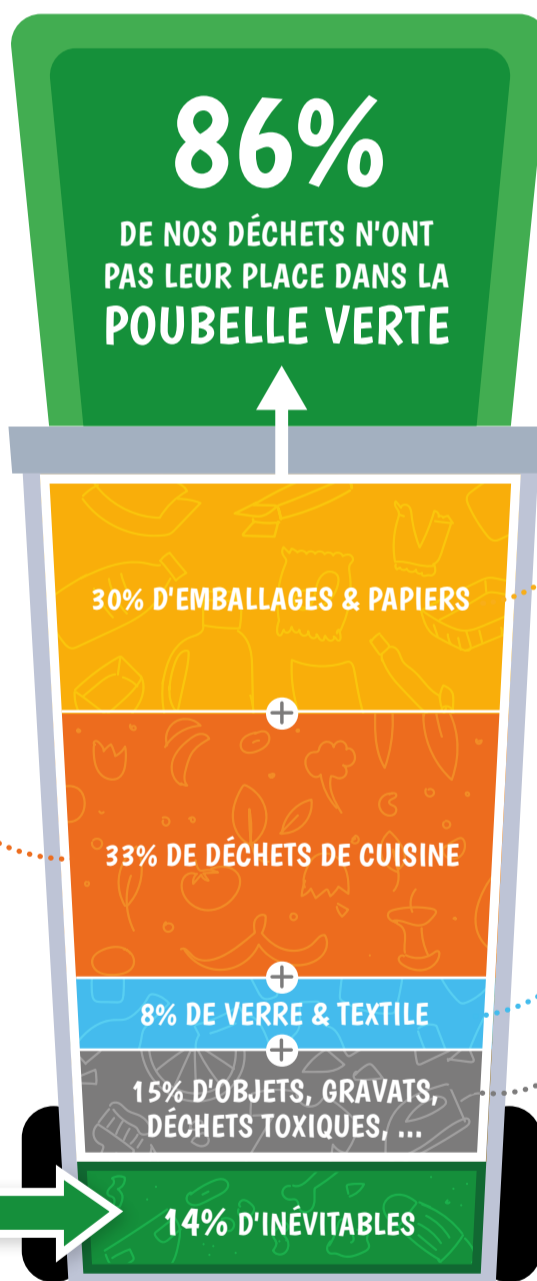 86%
DE NOS DÉCHETS N'ONT
PAS LEUR PLACE DANS LA
POUBELLE VERTE
30% D'EMBALLAGES & PAPIERS
+
33% DE DÉCHETS DE CUISINE
+
8% DE VERRE & TEXTILE
+
15% D'OBJETS, GRAVATS,
DÉCHETS TOXIQUES, ...
14% D'INÉVITABLES